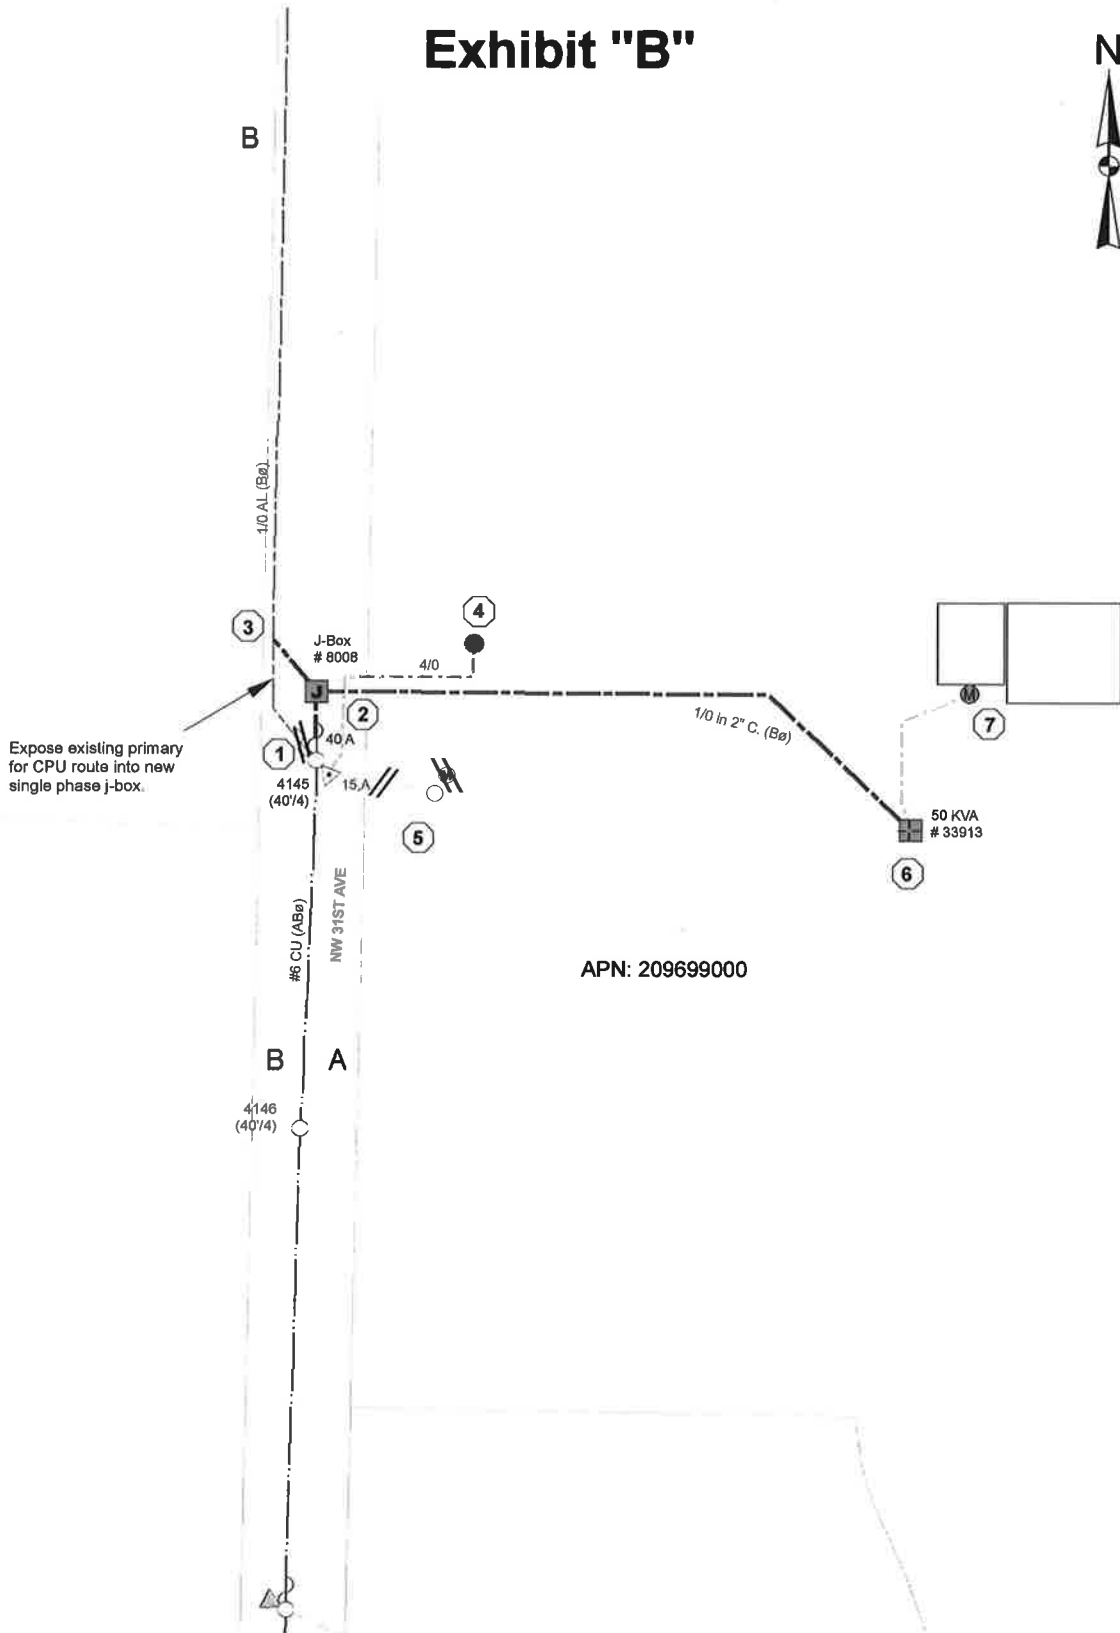 Exhibit "B"
N
B
1/0 AL (Bø)
3
J-Box
# 8008
J
4
4/0
2
1
40 A
4145
(40'/4)
15 A
M
5
Expose existing primary
for CPU route into new
single phase j-box.
1/0 in 2" C. (Bø)
M
7
50 KVA
# 33913
6
#6 CU (ABø)
NW 31ST AVE
APN: 209699000
B
A
4146
(40'/4)